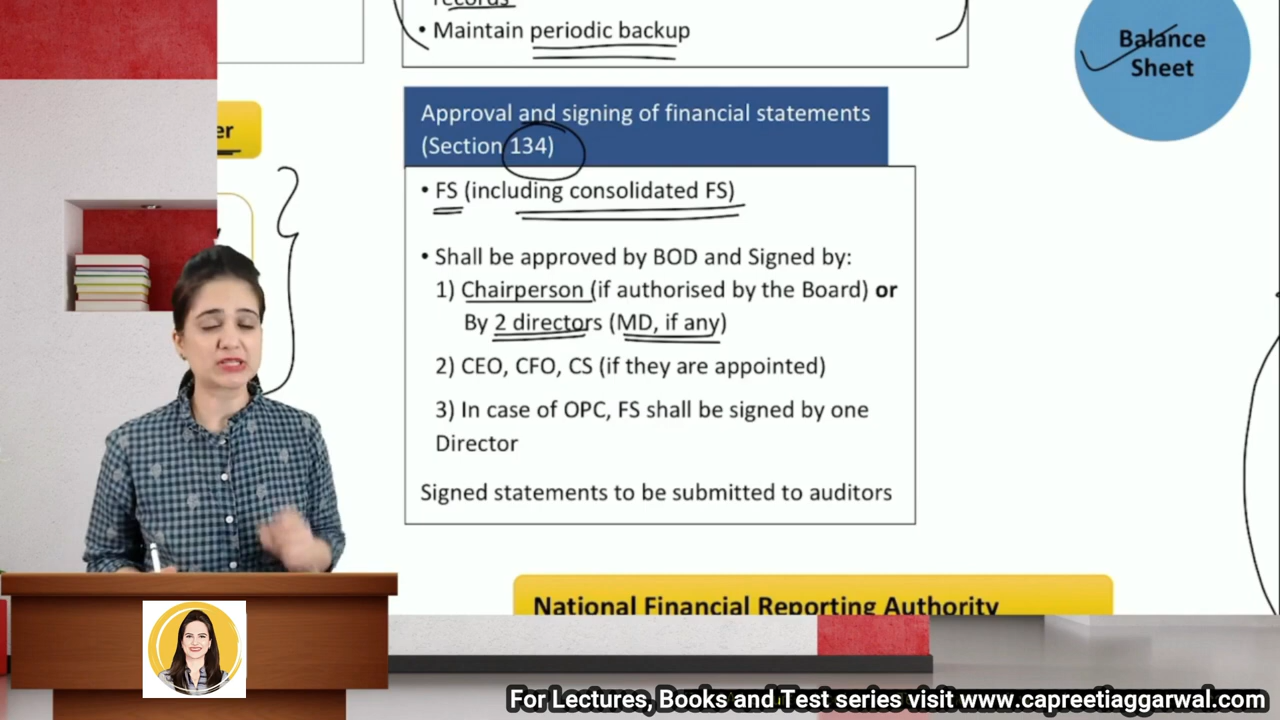 records
• Maintain periodic backup
Balance
Sheet
er
Approval and signing of financial statements
(Section 134)
• FS (including consolidated FS)
• Shall be approved by BOD and Signed by:
1) Chairperson (if authorised by the Board) or
By 2 directors (MD, if any)
2) CEO, CFO, CS (if they are appointed)
3) In case of OPC, FS shall be signed by one
Director
Signed statements to be submitted to auditors
National Financial Reporting Authority
For Lectures, Books and Test series visit www.capreetiaggarwal.com